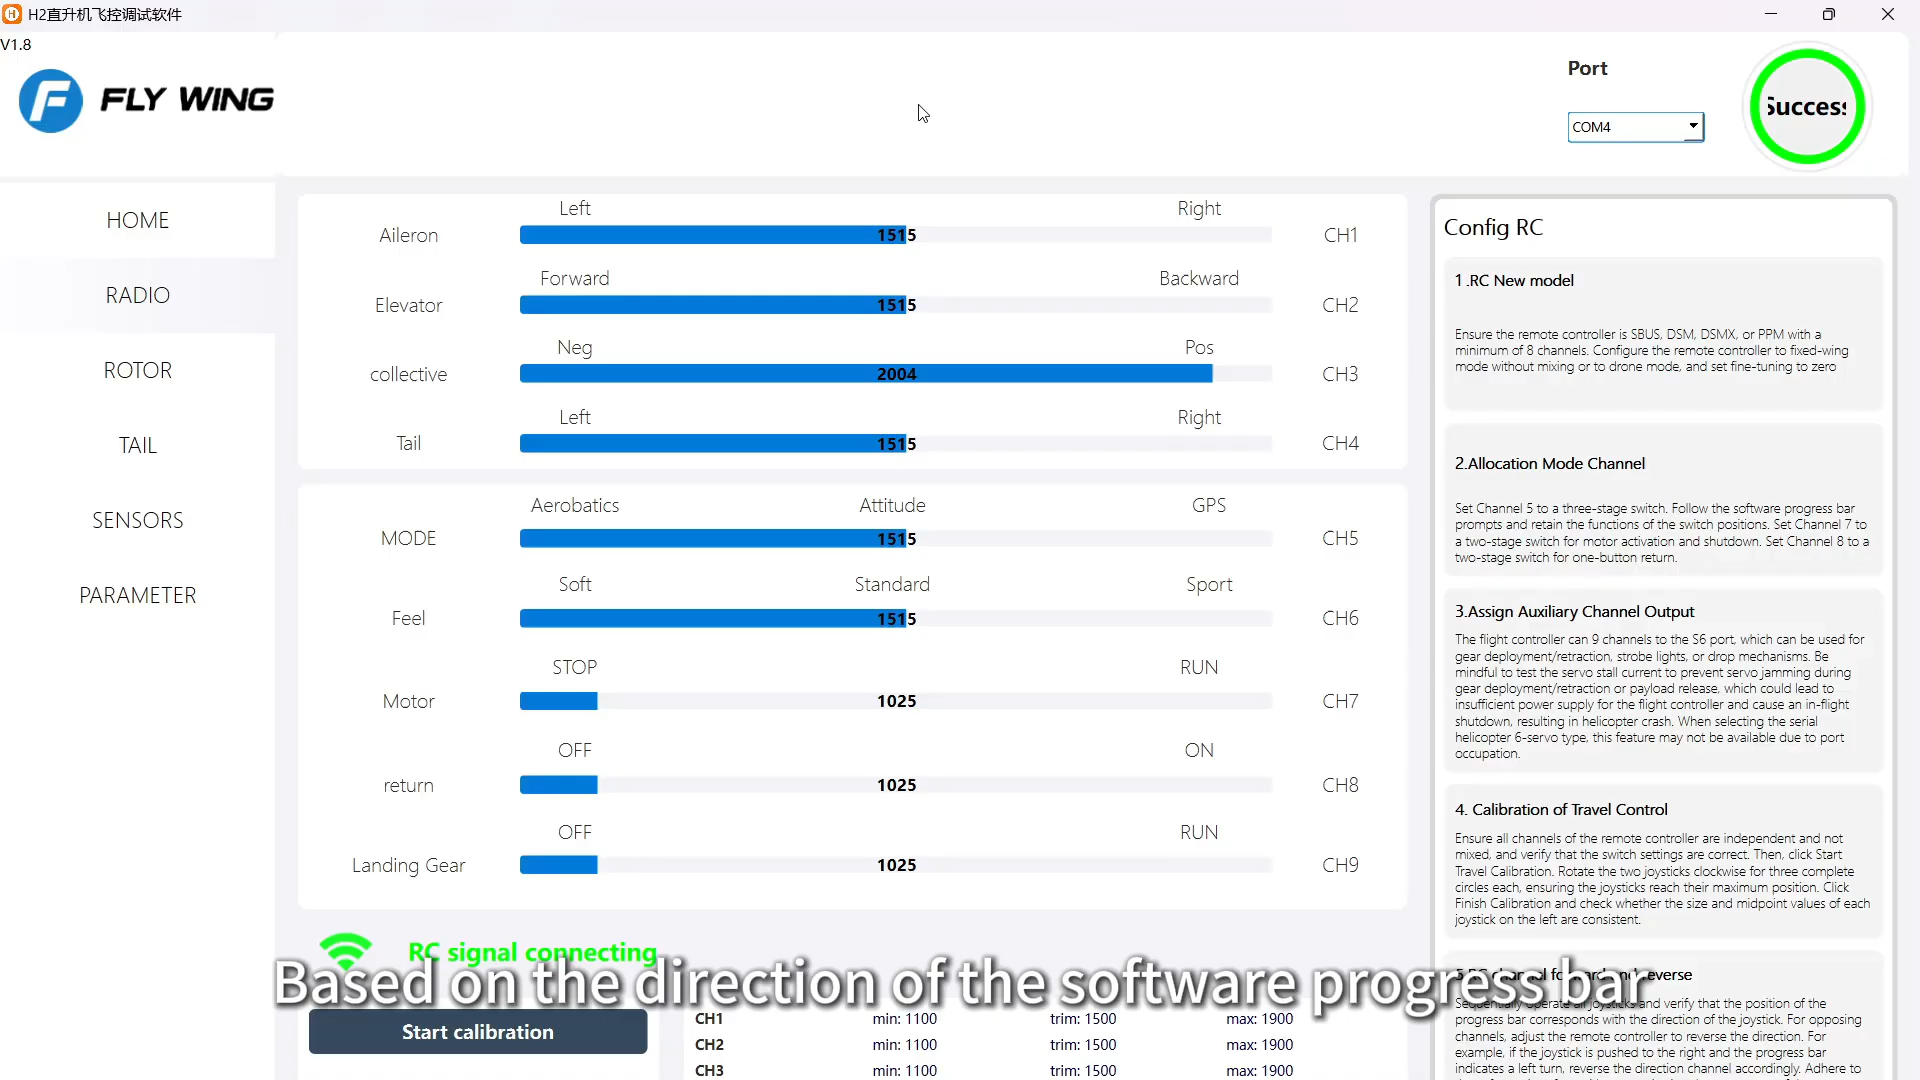 H2直升机飞控调试软件
V1.8
FLY WING
Port
COM4
Success
HOME
RADIO
ROTOR
TAIL
SENSORS
PARAMETER
Left Right
Aileron 1515 CH1
Forward Backward
Elevator 1515 CH2
Neg Pos
collective 2004 CH3
Left Right
Tail 1515 CH4
Aerobatics Attitude GPS
MODE 1515 CH5
Soft Standard Sport
Feel 1515 CH6
STOP RUN
Motor 1025 CH7
OFF ON
return 1025 CH8
OFF RUN
Landing Gear 1025 CH9
RC signal connecting
Start calibration
CH1 min: 1100 trim: 1500 max: 1900
CH2 min: 1100 trim: 1500 max: 1900
CH3 min: 1100 trim: 1500 max: 1900
Config RC
1 .RC New model
Ensure the remote controller is SBUS, DSM, DSMX, or PPM with a
minimum of 8 channels. Configure the remote controller to fixed-wing
mode without mixing or to drone mode, and set fine-tuning to zero
2.Allocation Mode Channel
Set Channel 5 to a three-stage switch. Follow the software progress bar
prompts and retain the functions of the switch positions. Set Channel 7 to
a two-stage switch for motor activation and shutdown. Set Channel 8 to a
two-stage switch for one-button return.
3.Assign Auxiliary Channel Output
The flight controller can 9 channels to the S6 port, which can be used for
gear deployment/retraction, strobe lights, or drop mechanisms. Be
mindful to test the servo stall current to prevent servo jamming during
gear deployment/retraction or payload release, which could lead to
insufficient power supply for the flight controller and cause an in-flight
shutdown, resulting in helicopter crash. When selecting the serial
helicopter 6-servo type, this feature may not be available due to port
occupation.
4. Calibration of Travel Control
Ensure all channels of the remote controller are independent and not
mixed, and verify that the switch settings are correct. Then, click Start
Travel Calibration. Rotate the two joysticks clockwise for three complete
circles each, ensuring the joysticks reach their maximum position. Click
Finish Calibration and check whether the size and midpoint values of each
joystick on the left are consistent.
5.RC channel forward and reverse
Sequentially operate all joysticks and verify that the position of the
progress bar corresponds with the direction of the joystick. For opposing
channels, adjust the remote controller to reverse the direction. For
example, if the joystick is pushed to the right and the progress bar
indicates a left turn, reverse the direction channel accordingly. Adhere to
Based on the direction of the software progress bar